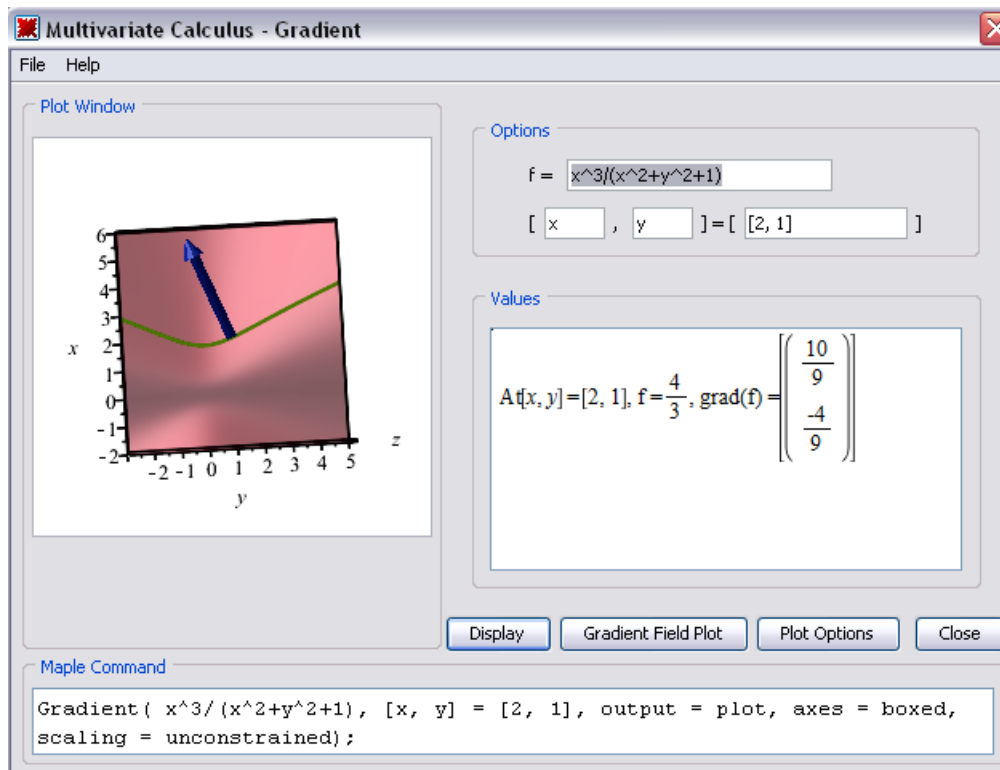 Multivariate Calculus - Gradient
File Help
Plot Window
6
5
4
3
x 2
1
0
-1
-2
-2 -1 0 1 2 3 4 5
z
y
Options
f = x^3/(x^2+y^2+1)
[ x , y ] = [ [2, 1] ]
Values
10
9
At[x, y] =[2, 1], f = 4/3, grad(f) =
-4
9
Display Gradient Field Plot Plot Options Close
Maple Command
Gradient( x^3/(x^2+y^2+1), [x, y] = [2, 1], output = plot, axes = boxed,
scaling = unconstrained);